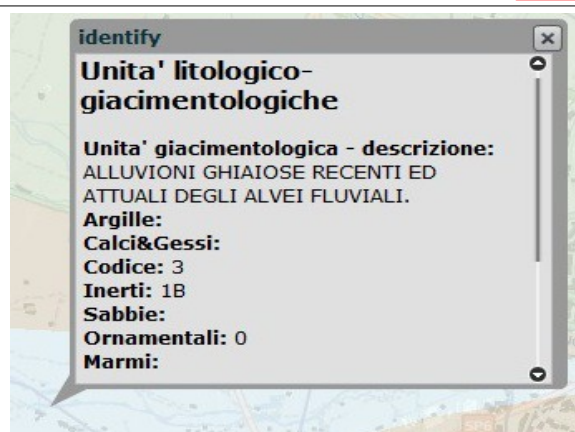 identify
Unita' litologico-
giacimentologiche
Unita' giacimentologica - descrizione:
ALLUVIONI GHIAIOSE RECENTI ED
ATTUALI DEGLI ALVEI FLUVIALI.
Argille:
Calci&Gessi:
Codice: 3
Inerti: 1B
Sabbie:
Ornamentali: 0
Marmi: